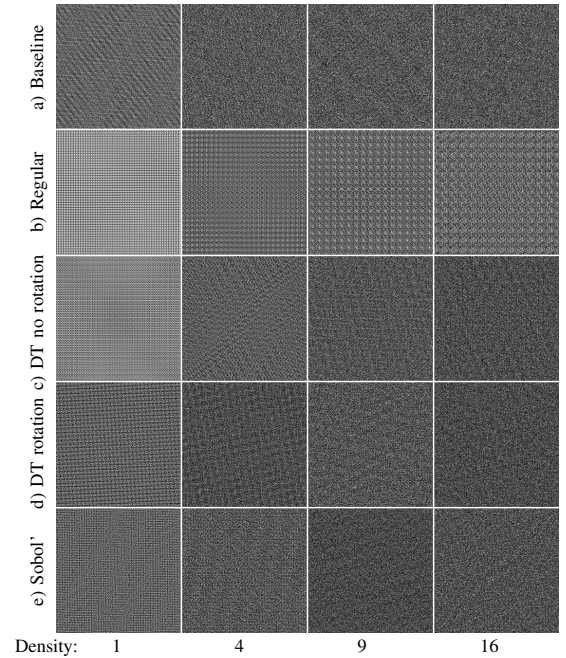 a) Baseline
b) Regular
c) DT no rotation
d) DT rotation
e) Sobol’
Density: 1 4 9 16